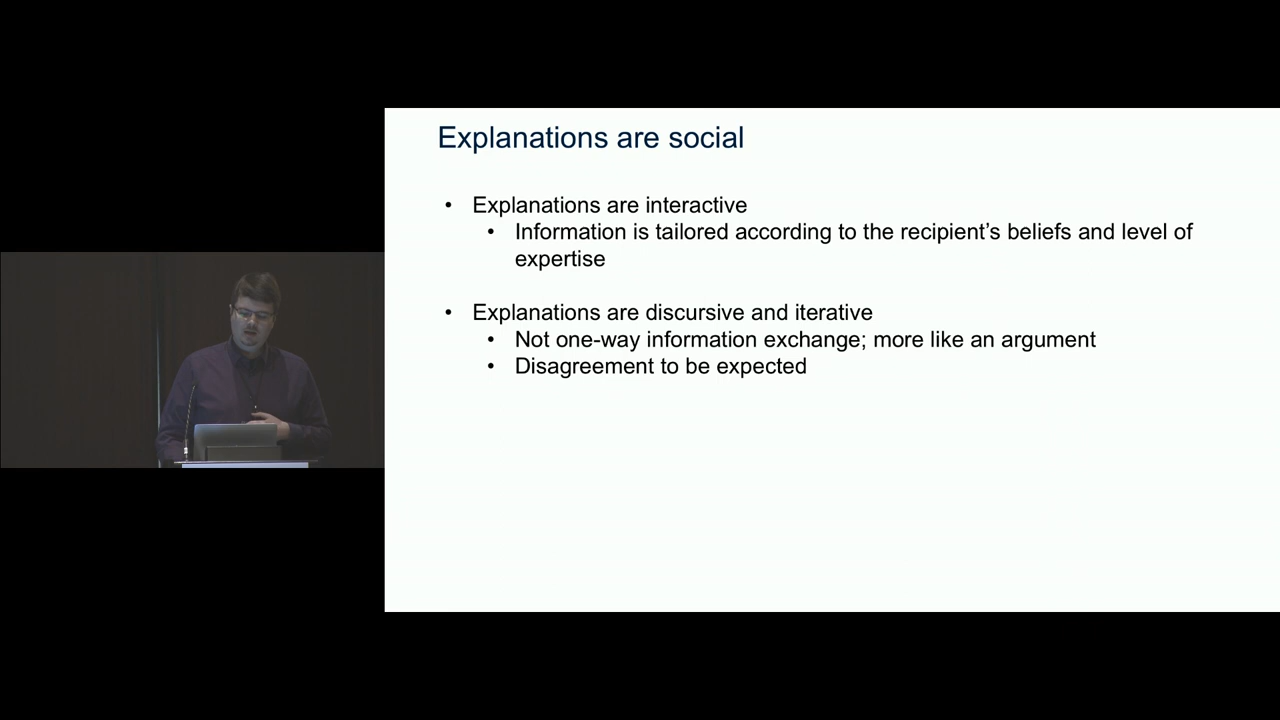 Explanations are social
• Explanations are interactive
• Information is tailored according to the recipient’s beliefs and level of
expertise
• Explanations are discursive and iterative
• Not one-way information exchange; more like an argument
• Disagreement to be expected